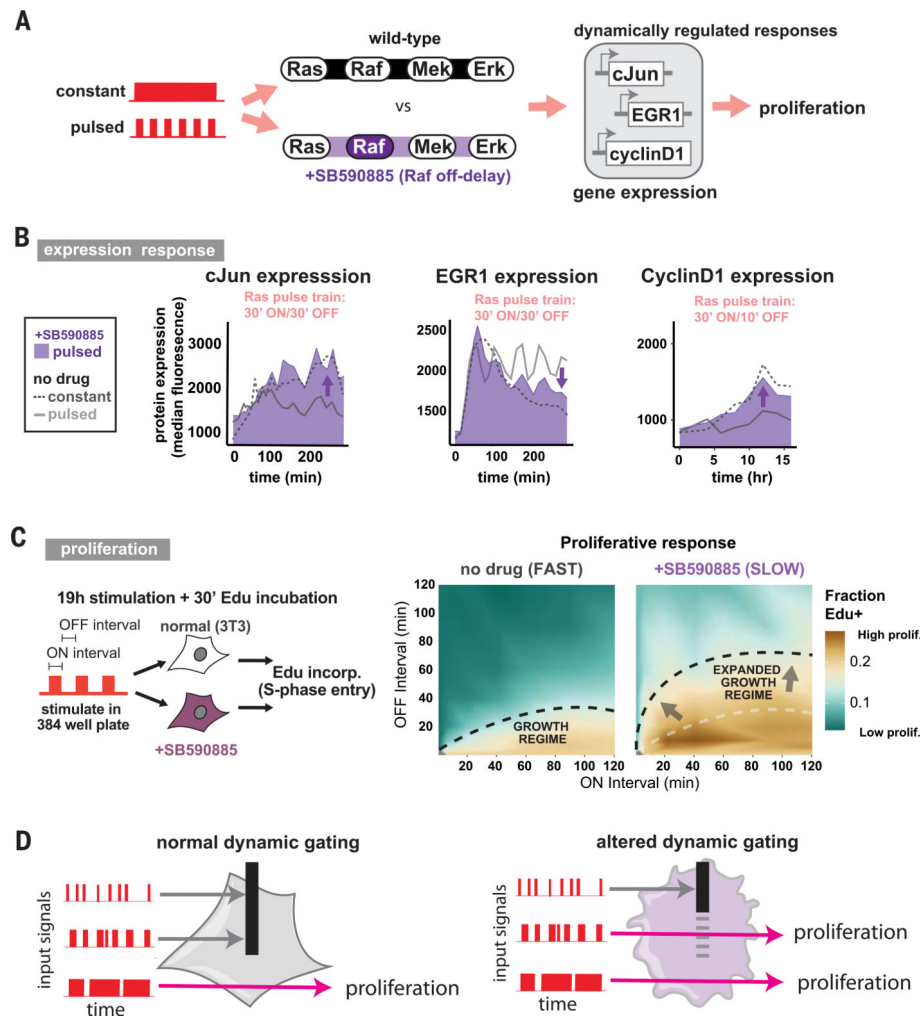 A
constant
pulsed
wild-type
Ras Raf Mek Erk
vs
Ras Raf Mek Erk
+SB590885 (Raf off-delay)
dynamically regulated responses
cJun
EGR1
cyclinD1
gene expression
proliferation
B
expression response
+SB590885
pulsed
no drug
constant
pulsed
protein expression
(median fluoresecnce)
cJun expresssion
Ras pulse train:
30' ON/30' OFF
3000
2000
1000
0 100 200
time (min)
EGR1 expression
Ras pulse train:
30' ON/30' OFF
2500
2000
1500
0 100 200
time (min)
CyclinD1 expression
Ras pulse train:
30' ON/10' OFF
2000
1000
0 5 10 15
time (hr)
C
proliferation
19h stimulation + 30' Edu incubation
OFF interval
ON interval
stimulate in
384 well plate
normal (3T3)
+SB590885
Edu incorp.
(S-phase entry)
Proliferative response
no drug (FAST)
+SB590885 (SLOW)
OFF Interval (min)
120
100
80
60
40
20
GROWTH
REGIME
20 40 60 80 100 120
EXPANDED
GROWTH
REGIME
20 40 60 80 100 120
ON Interval (min)
Fraction
Edu+
High prolif.
0.2
0.1
Low prolif.
D
normal dynamic gating
input signals
time
proliferation
altered dynamic gating
input signals
time
proliferation
proliferation